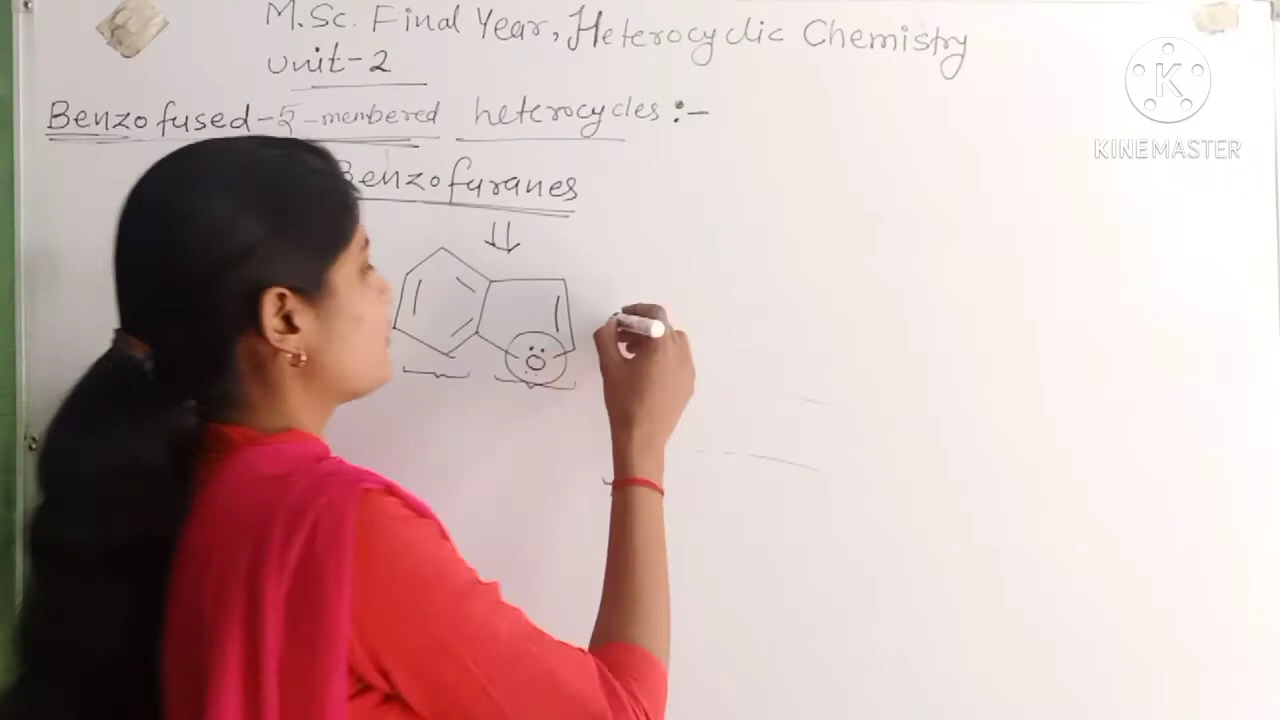 M.Sc. Final Year, Heterocyclic Chemistry
Unit-2
Benzofused-5-membered heterocycles:-
Benzofuranes
O
K
KINEMASTER